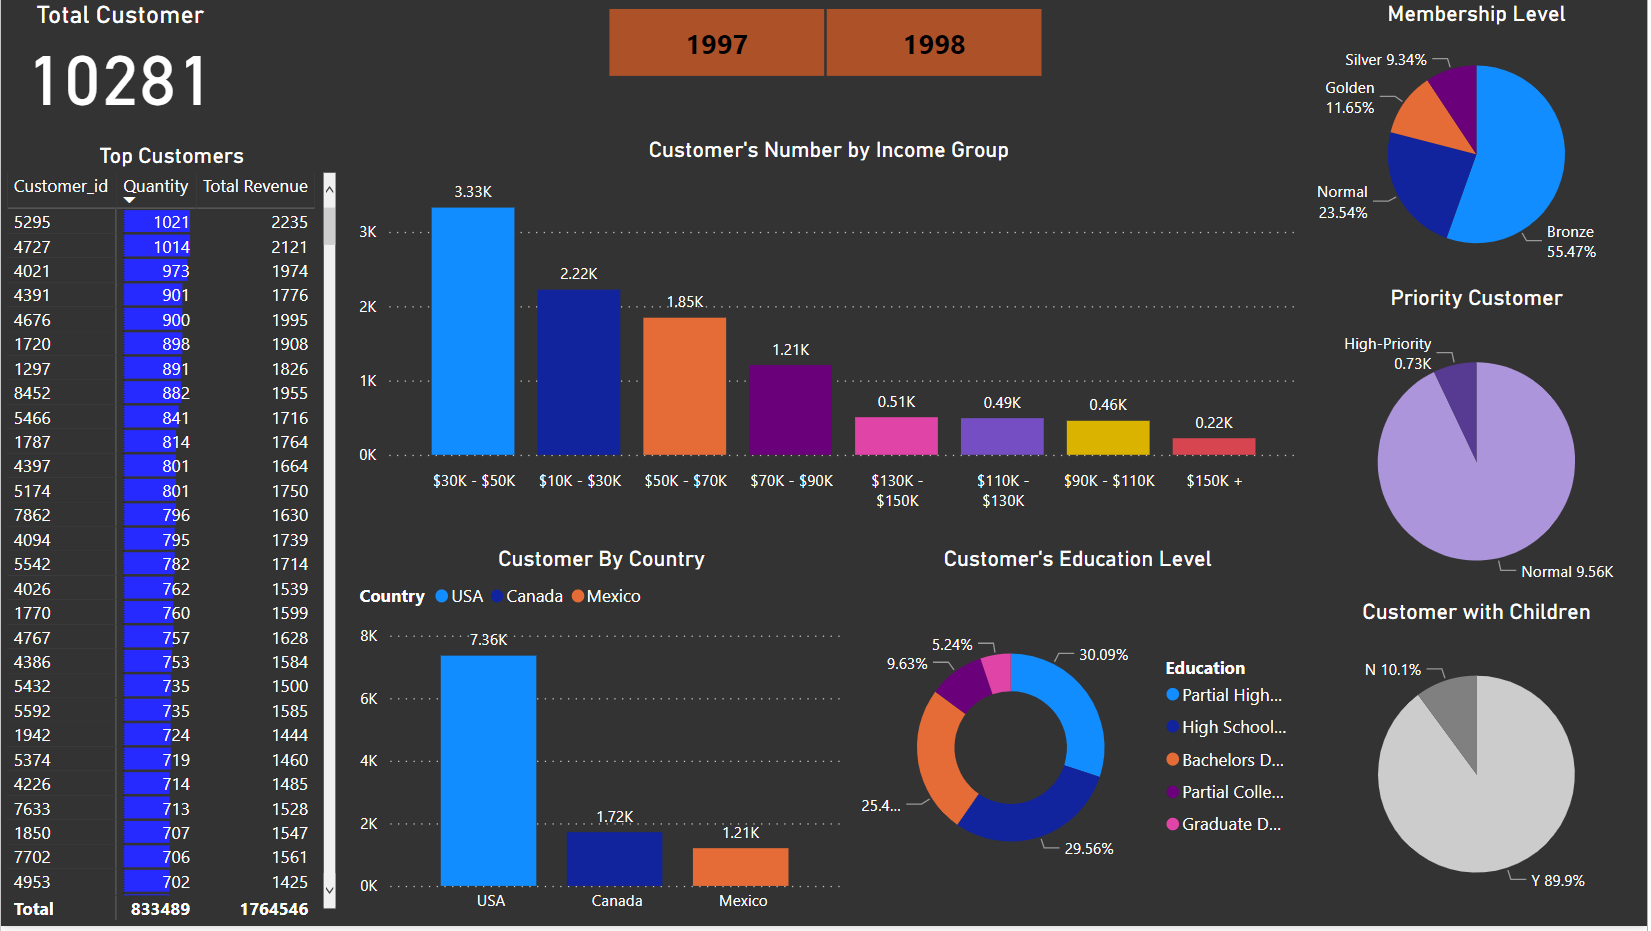 Total Customer
10281
1997
1998
Top Customers
Customer_id Quantity Total Revenue
5295 1021 2235
4727 1014 2121
4021 973 1974
4391 901 1776
4676 900 1995
1720 898 1908
1297 891 1826
8452 882 1955
5466 841 1716
1787 814 1764
4397 801 1664
5174 801 1750
7862 796 1630
4094 795 1739
5542 782 1714
4026 762 1539
1770 760 1599
4767 757 1628
4386 753 1584
5432 735 1500
5592 735 1585
1942 724 1444
5374 719 1460
4226 714 1485
7633 713 1528
1850 707 1547
7702 706 1561
4953 702 1425
Total 833489 1764546
Customer's Number by Income Group
3K
2K
1K
0K
3.33K
2.22K
1.85K
1.21K
0.51K
0.49K
0.46K
0.22K
$30K - $50K
$10K - $30K
$50K - $70K
$70K - $90K
$130K -
$150K
$110K -
$130K
$90K - $110K
$150K +
Customer By Country
Country USA Canada Mexico
8K
6K
4K
2K
0K
7.36K
1.72K
1.21K
USA
Canada
Mexico
Customer's Education Level
5.24%
9.63%
30.09%
25.4...
29.56%
Education
Partial High...
High School...
Bachelors D...
Partial Colle...
Graduate D...
Membership Level
Silver 9.34%
Golden
11.65%
Normal
23.54%
Bronze
55.47%
Priority Customer
High-Priority
0.73K
Normal 9.56K
Customer with Children
N 10.1%
Y 89.9%